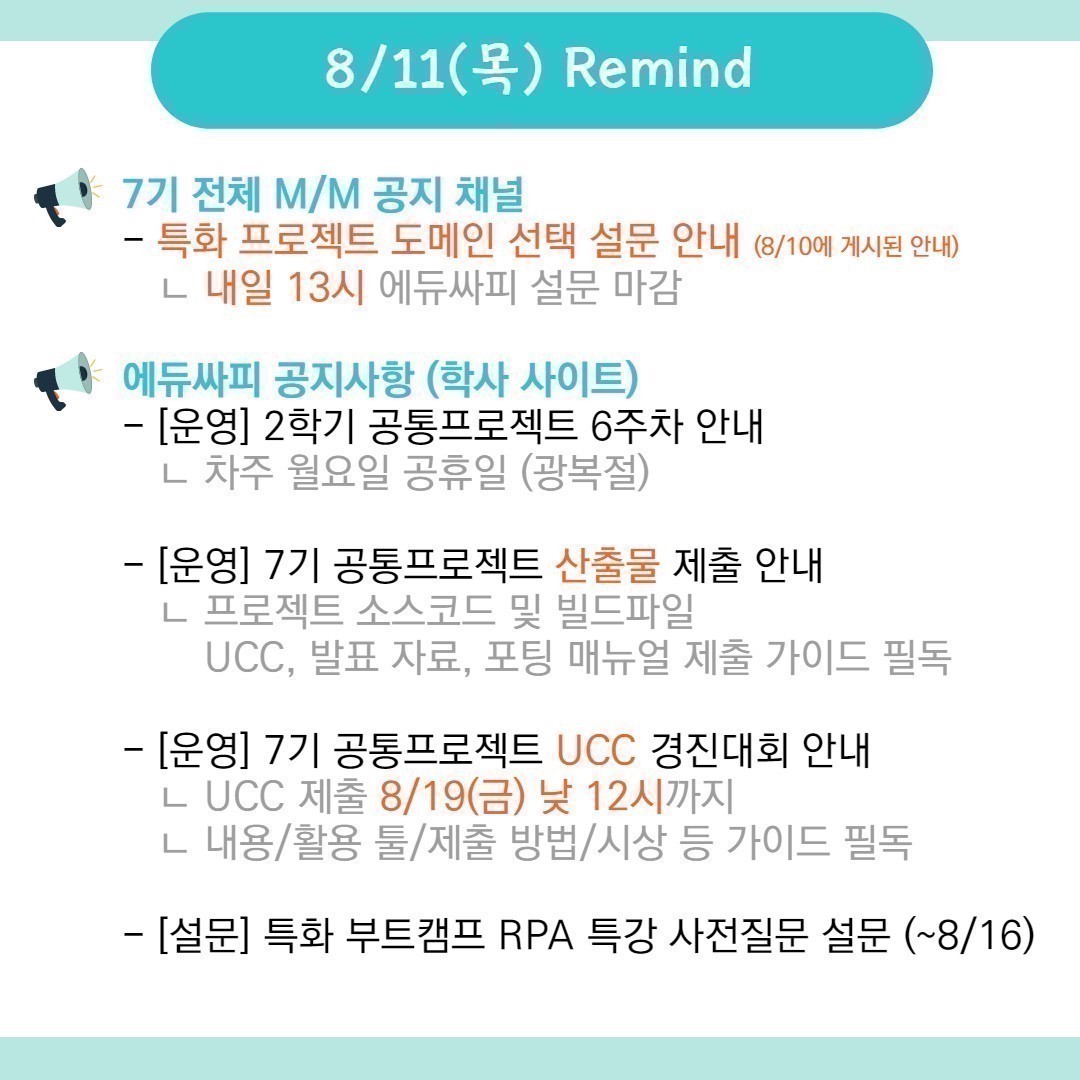 8/11(목) Remind
7기 전체 M/M 공지 채널
- 특화 프로젝트 도메인 선택 설문 안내 (8/10에 게시된 안내)
ㄴ 내일 13시 에듀싸피 설문 마감
에듀싸피 공지사항 (학사 사이트)
- [운영] 2학기 공통프로젝트 6주차 안내
ㄴ 차주 월요일 공휴일 (광복절)
- [운영] 7기 공통프로젝트 산출물 제출 안내
ㄴ 프로젝트 소스코드 및 빌드파일
UCC, 발표 자료, 포팅 매뉴얼 제출 가이드 필독
- [운영] 7기 공통프로젝트 UCC 경진대회 안내
ㄴ UCC 제출 8/19(금) 낮 12시까지
ㄴ 내용/활용 툴/제출 방법/시상 등 가이드 필독
- [설문] 특화 부트캠프 RPA 특강 사전질문 설문 (~8/16)